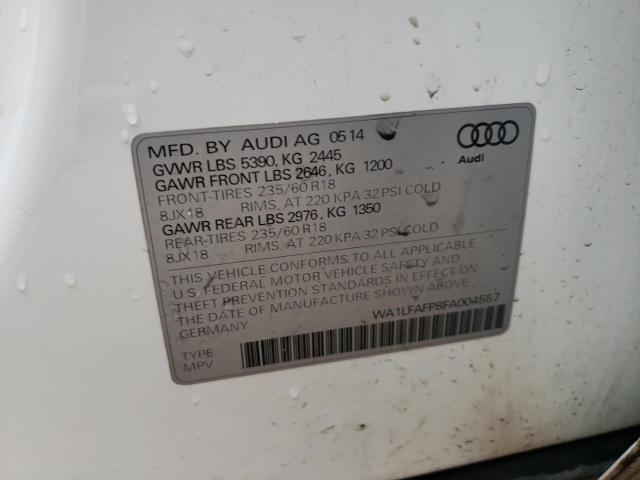 MFD. BY AUDI AG 05 14
GVWR LBS 5390, KG 2445
GAWR FRONT LBS 2646, KG 1200
FRONT-TIRES 235/60 R18
8JX18 RIMS, AT 220 KPA 32 PSI COLD
GAWR REAR LBS 2976, KG 1350
REAR-TIRES 235/60 R18
8JX18 RIMS, AT 220 KPA 32 PSI COLD
THIS VEHICLE CONFORMS TO ALL APPLICABLE
U.S. FEDERAL MOTOR VEHICLE SAFETY AND
THEFT PREVENTION STANDARDS IN EFFECT ON
THE DATE OF MANUFACTURE SHOWN ABOVE.
GERMANY
WA1LFAFP8FA004557
TYPE
MPV
Audi